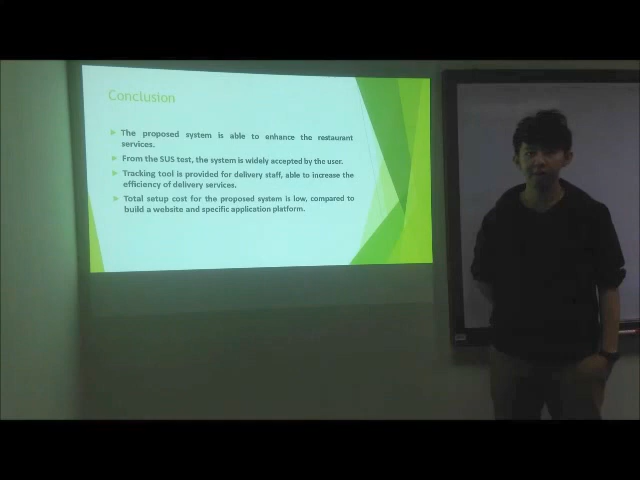 Conclusion
The proposed system is able to enhance the restaurant
services.
From the SUS test, the system is widely accepted by the user.
Tracking tool is provided for delivery staff, able to increase the
efficiency of delivery services.
Total setup cost for the proposed system is low, compared to
build a website and specific application platform.